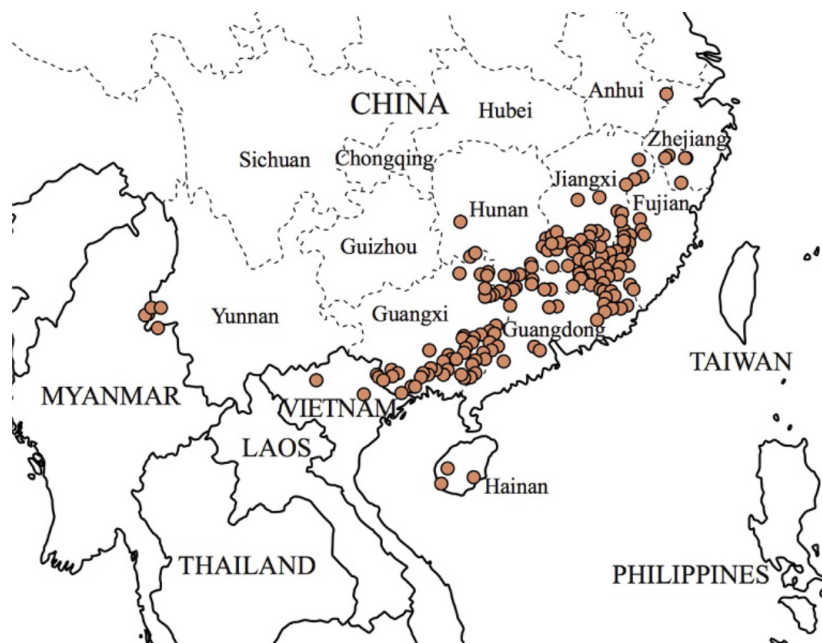 Anhui
CHINA
Hubei
Zhejiang
Sichuan
Chongqing
Jiangxi
Hunan
Fujian
Guizhou
Yunnan
Guangxi
Guangdong
TAIWAN
MYANMAR
VIETNAM
LAOS
Hainan
THAILAND
PHILIPPINES